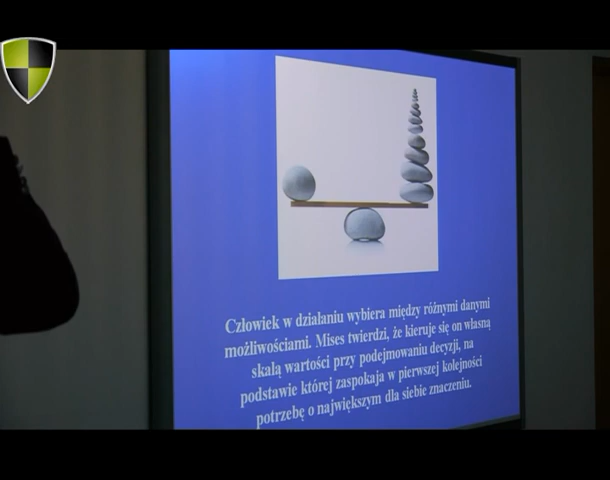 Człowiek w działaniu wybiera między różnymi danymi
możliwościami. Mises twierdzi, że kieruje się on własną
skalą wartości przy podejmowaniu decyzji, na
podstawie której zaspokaja w pierwszej kolejności
potrzebę o największym dla siebie znaczeniu.